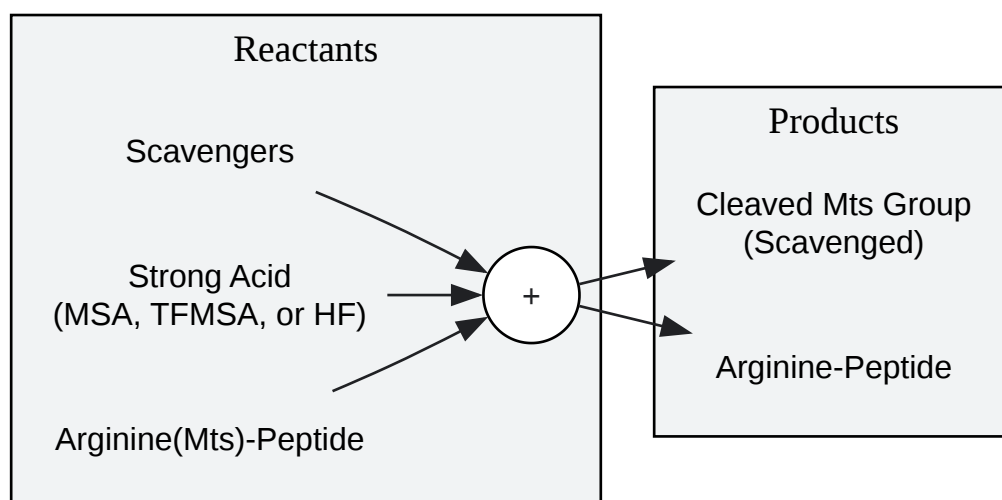 Reactants
Scavengers
Strong Acid
(MSA, TFMSA, or HF)
Arginine(Mts)-Peptide
+
Products
Cleaved Mts Group
(Scavenged)
Arginine-Peptide